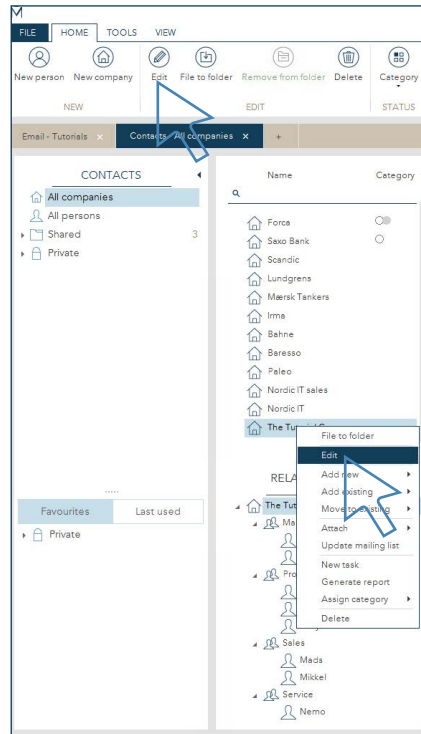 FILE HOME TOOLS VIEW
New person New company Edit File to folder Remove from folder Delete Category
NEW EDIT STATUS
Email - Tutorials × Contacts - All companies × +
CONTACTS
All companies
All persons
Shared 3
Private
Name Category
Force
Saxo Bank
Scandic
Lundgrens
Mærsk Tankers
Irma
Bahne
Baresso
Paleo
Nordic IT sales
Nordic IT
The
File to folder
Edit
Add new
Add existing
Move to existing
Attach
Update mailing list
New task
Generate report
Assign category
Delete
Favourites Last used
Private
The
Sales
Mads
Mikkel
Service
Nemo